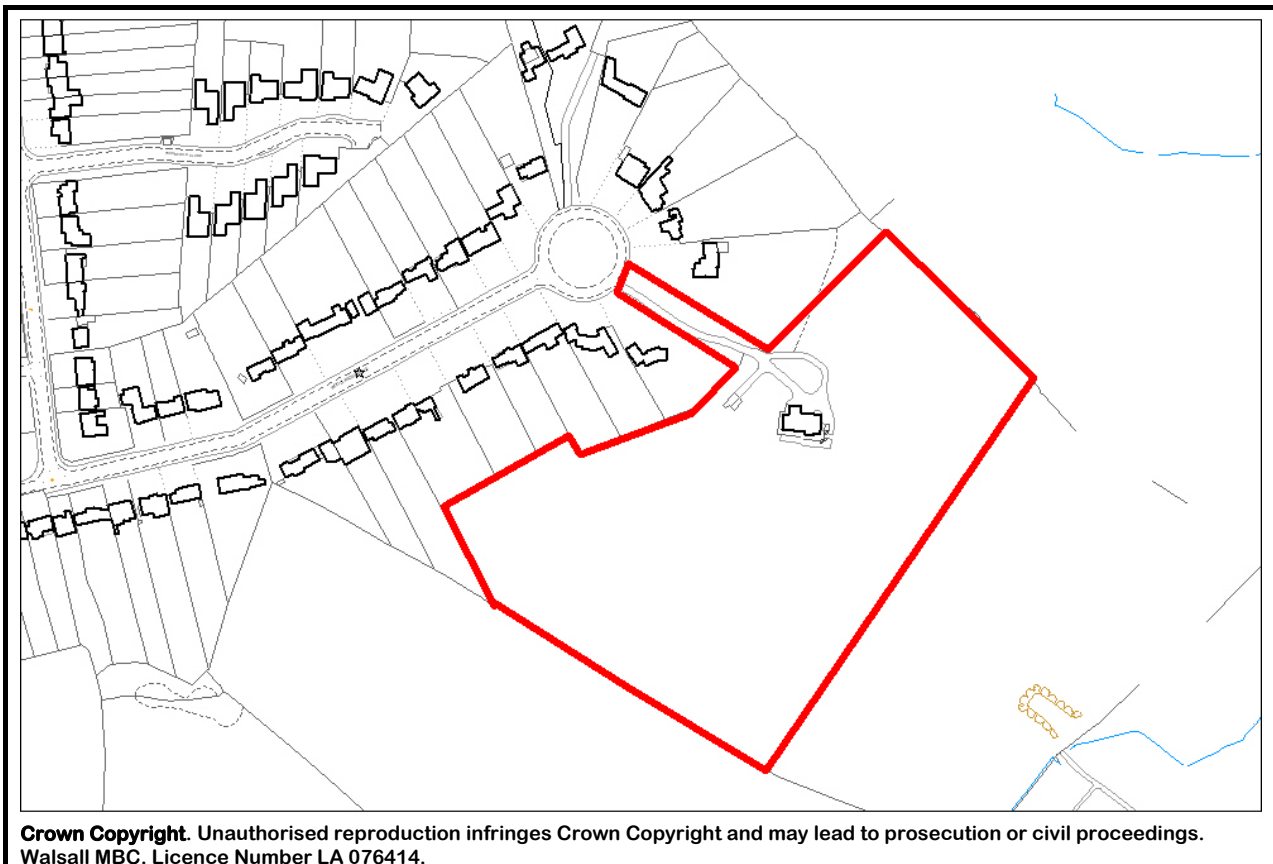 Crown Copyright. Unauthorised reproduction infringes Crown Copyright and may lead to prosecution or civil proceedings.
Walsall MBC. Licence Number LA 076414.